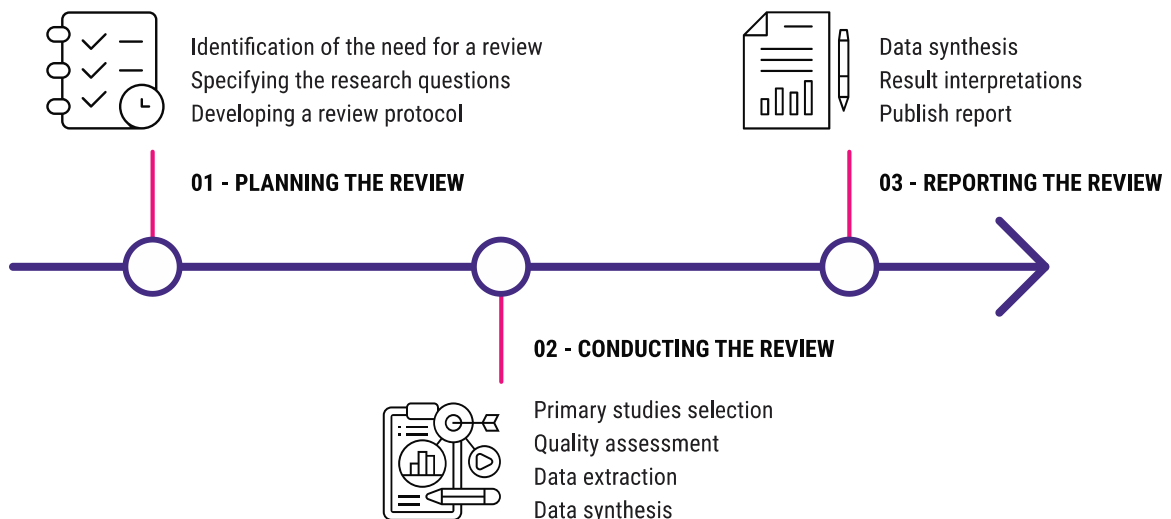 Identification of the need for a review
Specifying the research questions
Developing a review protocol
01 - PLANNING THE REVIEW
Data synthesis
Result interpretations
Publish report
03 - REPORTING THE REVIEW
02 - CONDUCTING THE REVIEW
Primary studies selection
Quality assessment
Data extraction
Data synthesis